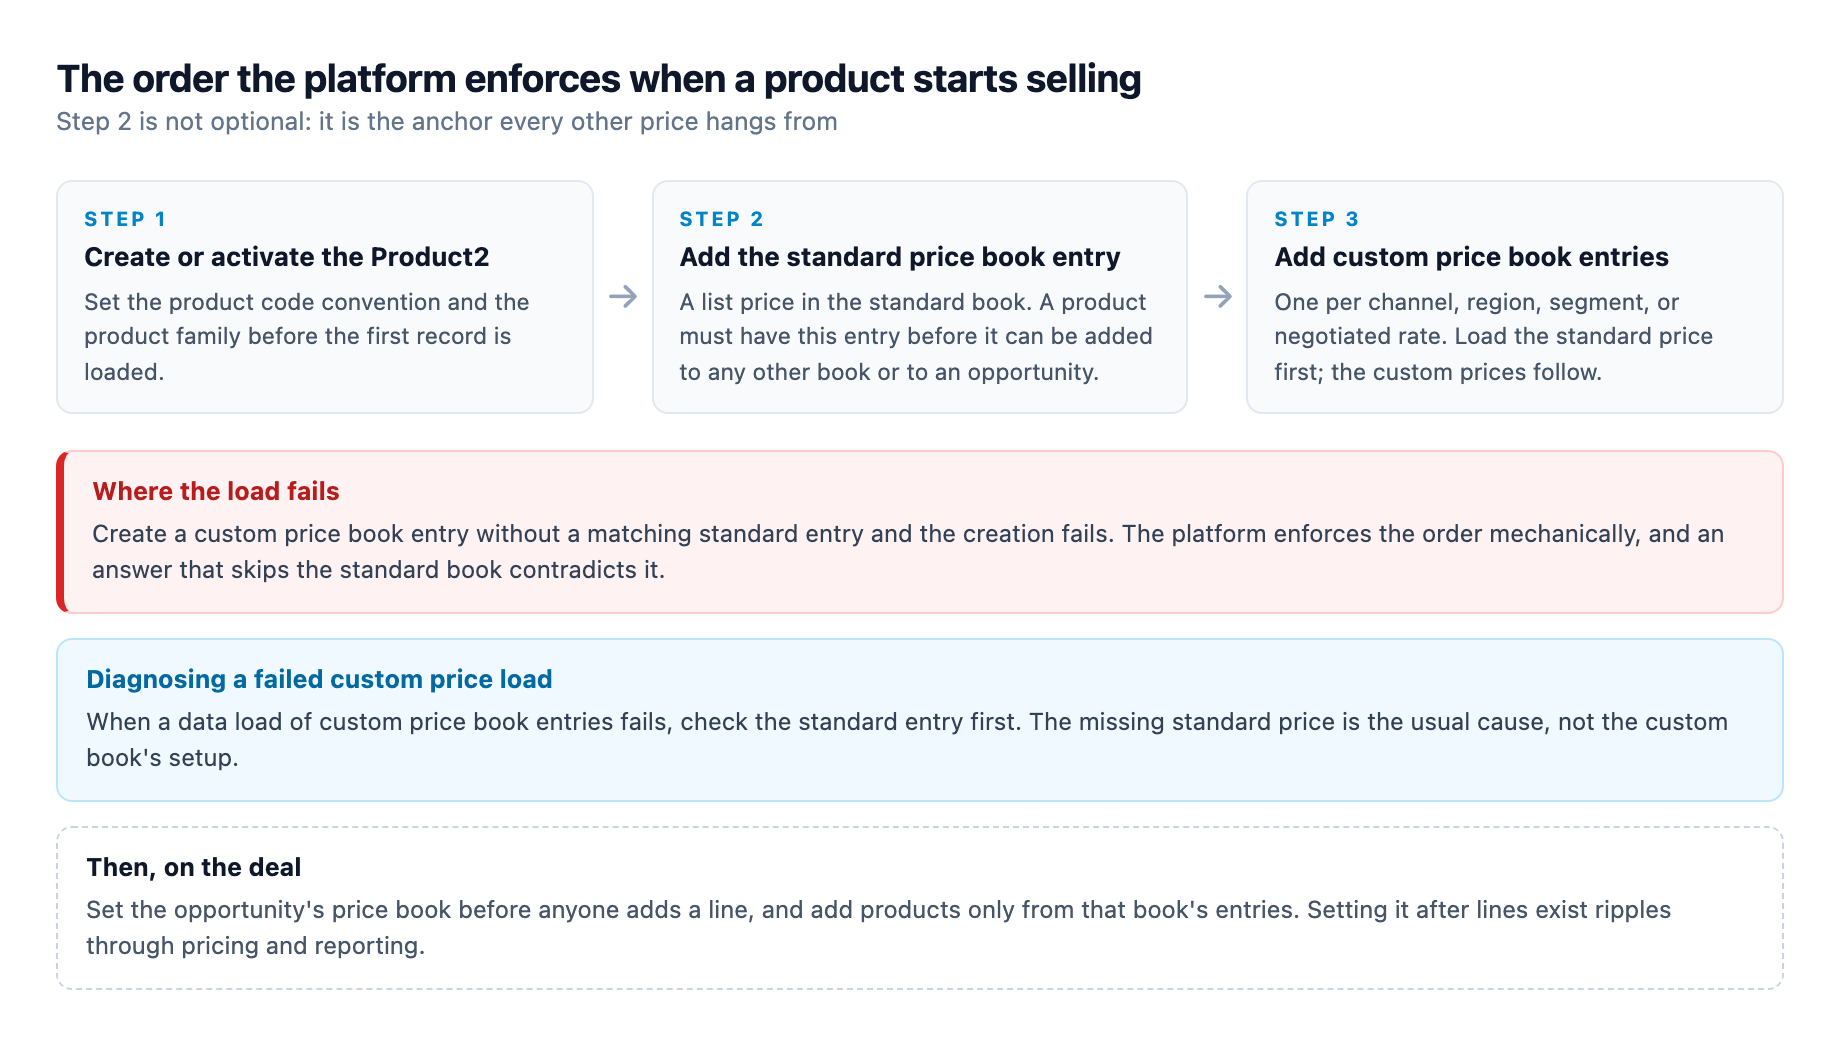 The order the platform enforces when a product starts selling
Step 2 is not optional: it is the anchor every other price hangs from
STEP 1
Create or activate the Product2
Set the product code convention and the
product family before the first record is
loaded.
STEP 2
Add the standard price book entry
A list price in the standard book. A product
must have this entry before it can be added
to any other book or to an opportunity.
STEP 3
Add custom price book entries
One per channel, region, segment, or
negotiated rate. Load the standard price
first; the custom prices follow.
Where the load fails
Create a custom price book entry without a matching standard entry and the creation fails. The platform enforces the order mechanically, and an
answer that skips the standard book contradicts it.
Diagnosing a failed custom price load
When a data load of custom price book entries fails, check the standard entry first. The missing standard price is the usual cause, not the custom
book's setup.
Then, on the deal
Set the opportunity's price book before anyone adds a line, and add products only from that book's entries. Setting it after lines exist ripples
through pricing and reporting.